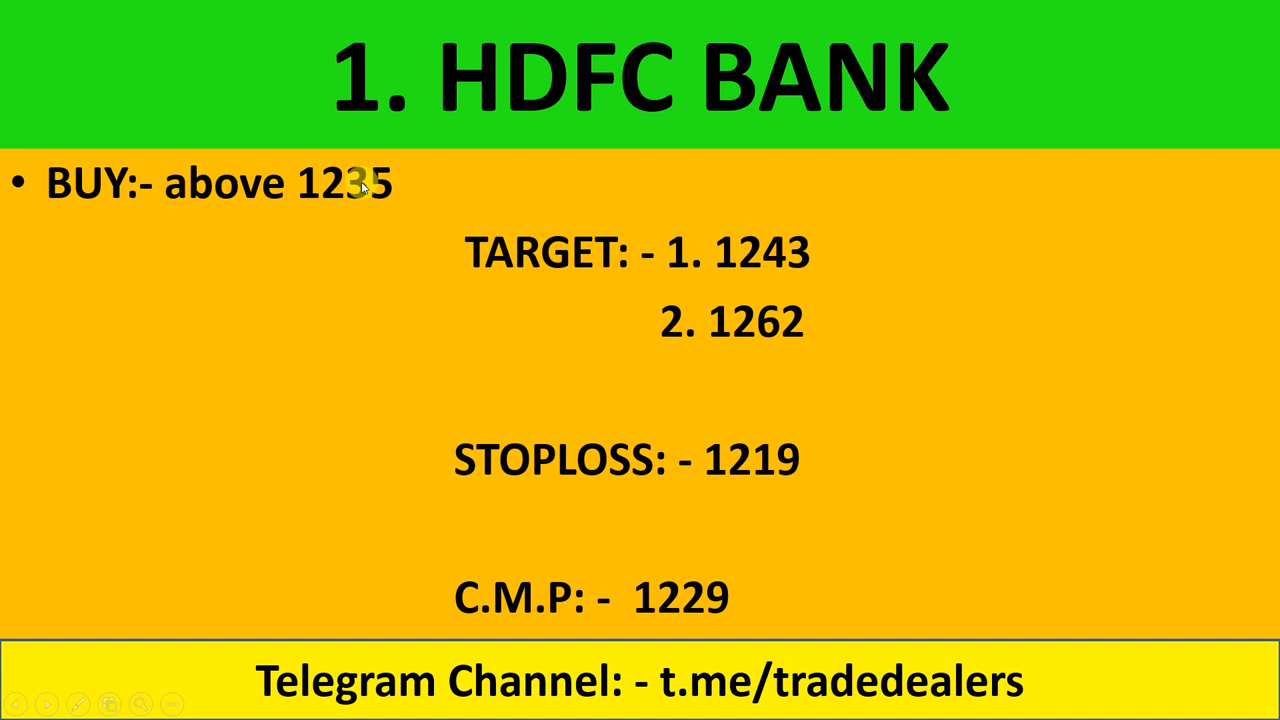 1. HDFC BANK
• BUY:- above 1235
TARGET: - 1. 1243
2. 1262
STOPLOSS: - 1219
C.M.P: -  1229
Telegram Channel: - t.me/tradedealers